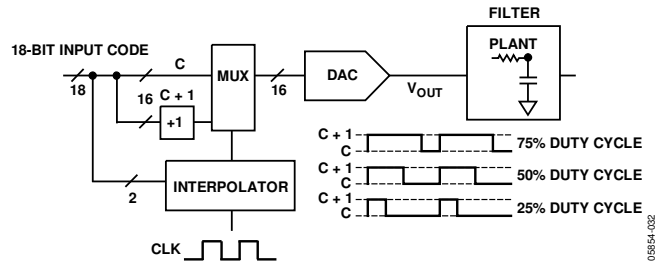 FILTER
18-BIT INPUT CODE
PLANT
C
MUX
DAC
18
16
C + 1
16
VOUT
+1
C + 1
C
75% DUTY CYCLE
C + 1
C
50% DUTY CYCLE
INTERPOLATOR
2
C + 1
C
25% DUTY CYCLE
CLK
05854-032